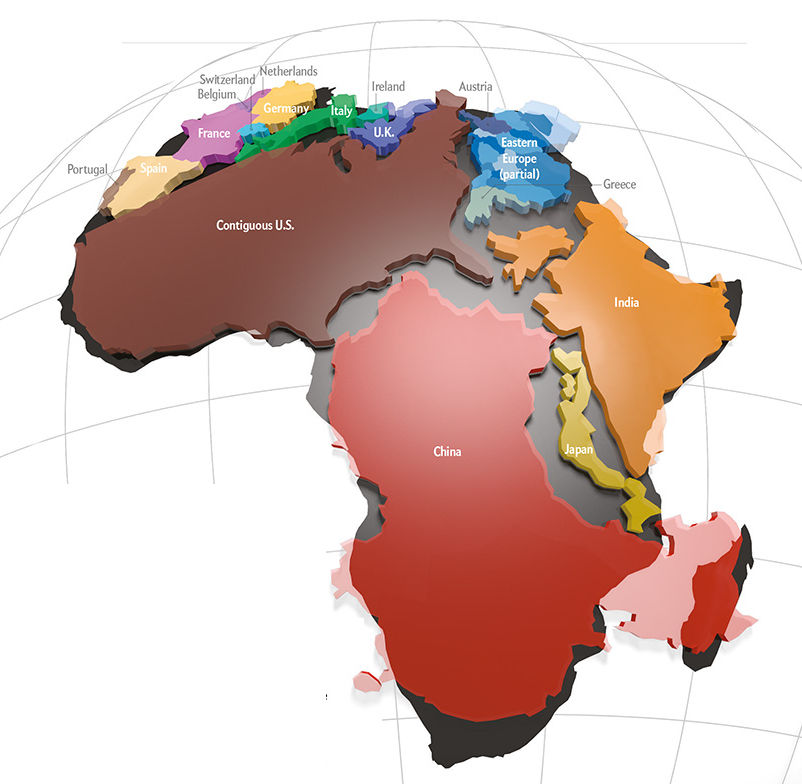 Netherlands
Switzerland
Belgium
Ireland
Austria
Germany
Italy
France
U.K.
Eastern
Europe
(partial)
Portugal
Spain
Greece
Contiguous U.S.
India
China
Japan